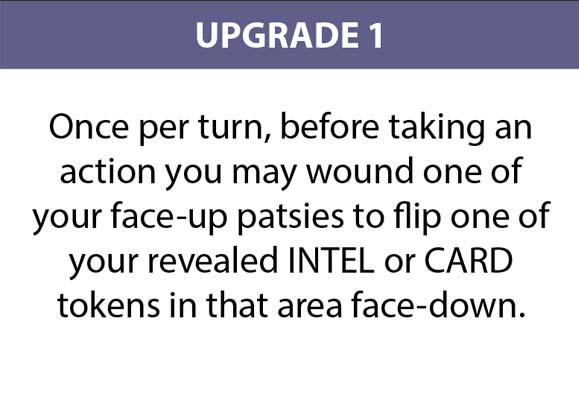 UPGRADE 1
Once per turn, before taking an
action you may wound one of
your face-up patsies to flip one of
your revealed INTEL or CARD
tokens in that area face-down.